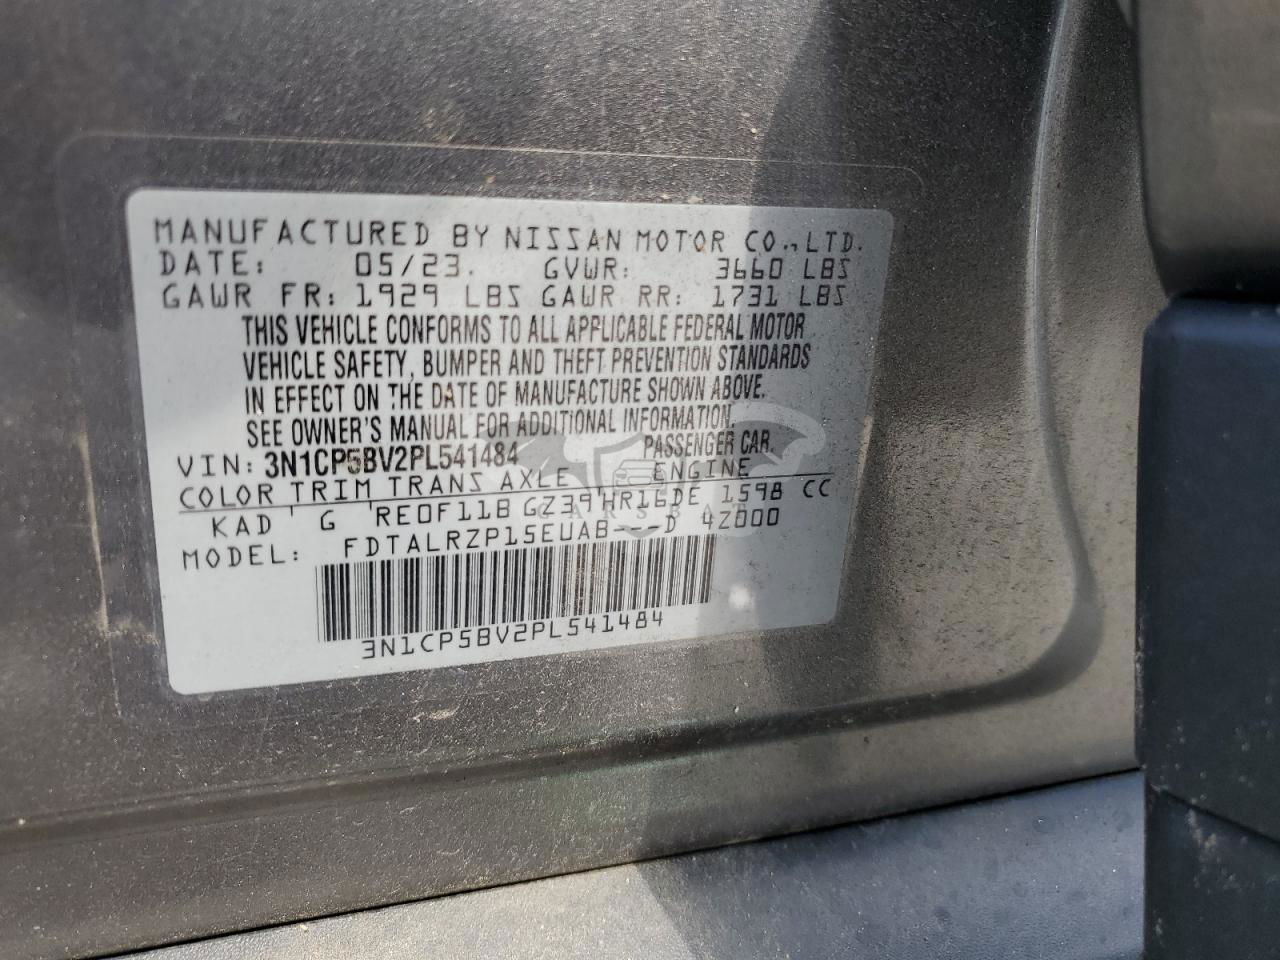 MANUFACTURED BY NISSAN MOTOR CO., LTD.
DATE: 05/23. GVWR: 3660 LBS
GAWR FR: 1929 LBS GAWR RR: 1731 LBS
THIS VEHICLE CONFORMS TO ALL APPLICABLE FEDERAL MOTOR
VEHICLE SAFETY, BUMPER AND THEFT PREVENTION STANDARDS
IN EFFECT ON THE DATE OF MANUFACTURE SHOWN ABOVE.
SEE OWNER'S MANUAL FOR ADDITIONAL INFORMATION.
VIN: 3N1CP5BV2PL541484 PASSENGER CAR.
COLOR TRIM TRANS AXLE ENGINE
KAD G RE0F11B GZ39 HR16DE 1598 CC
MODEL: FDTALRZP15EUAB---D 4Z000
CARSBAT
3N1CP5BV2PL541484